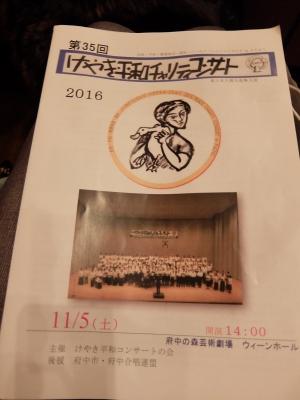 第35回
けやき平和チャリティコンサート
2016
11/5(土)
開演 14:00
府中の森芸術劇場 ウィーンホール
主催 けやき平和コンサートの会
後援 府中市・府中合唱連盟